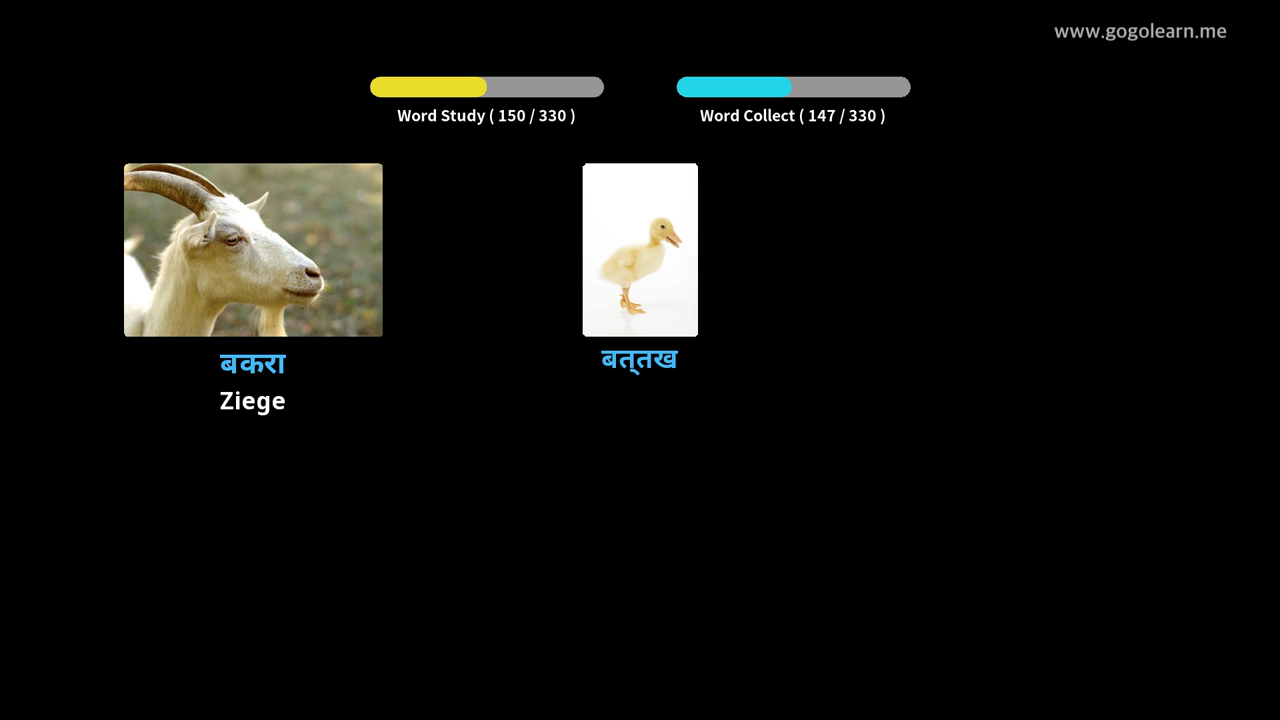 www.gogolearn.me
Word Study ( 150 / 330 )
Word Collect ( 147 / 330 )
बकरा
Ziege
बत्‌तख